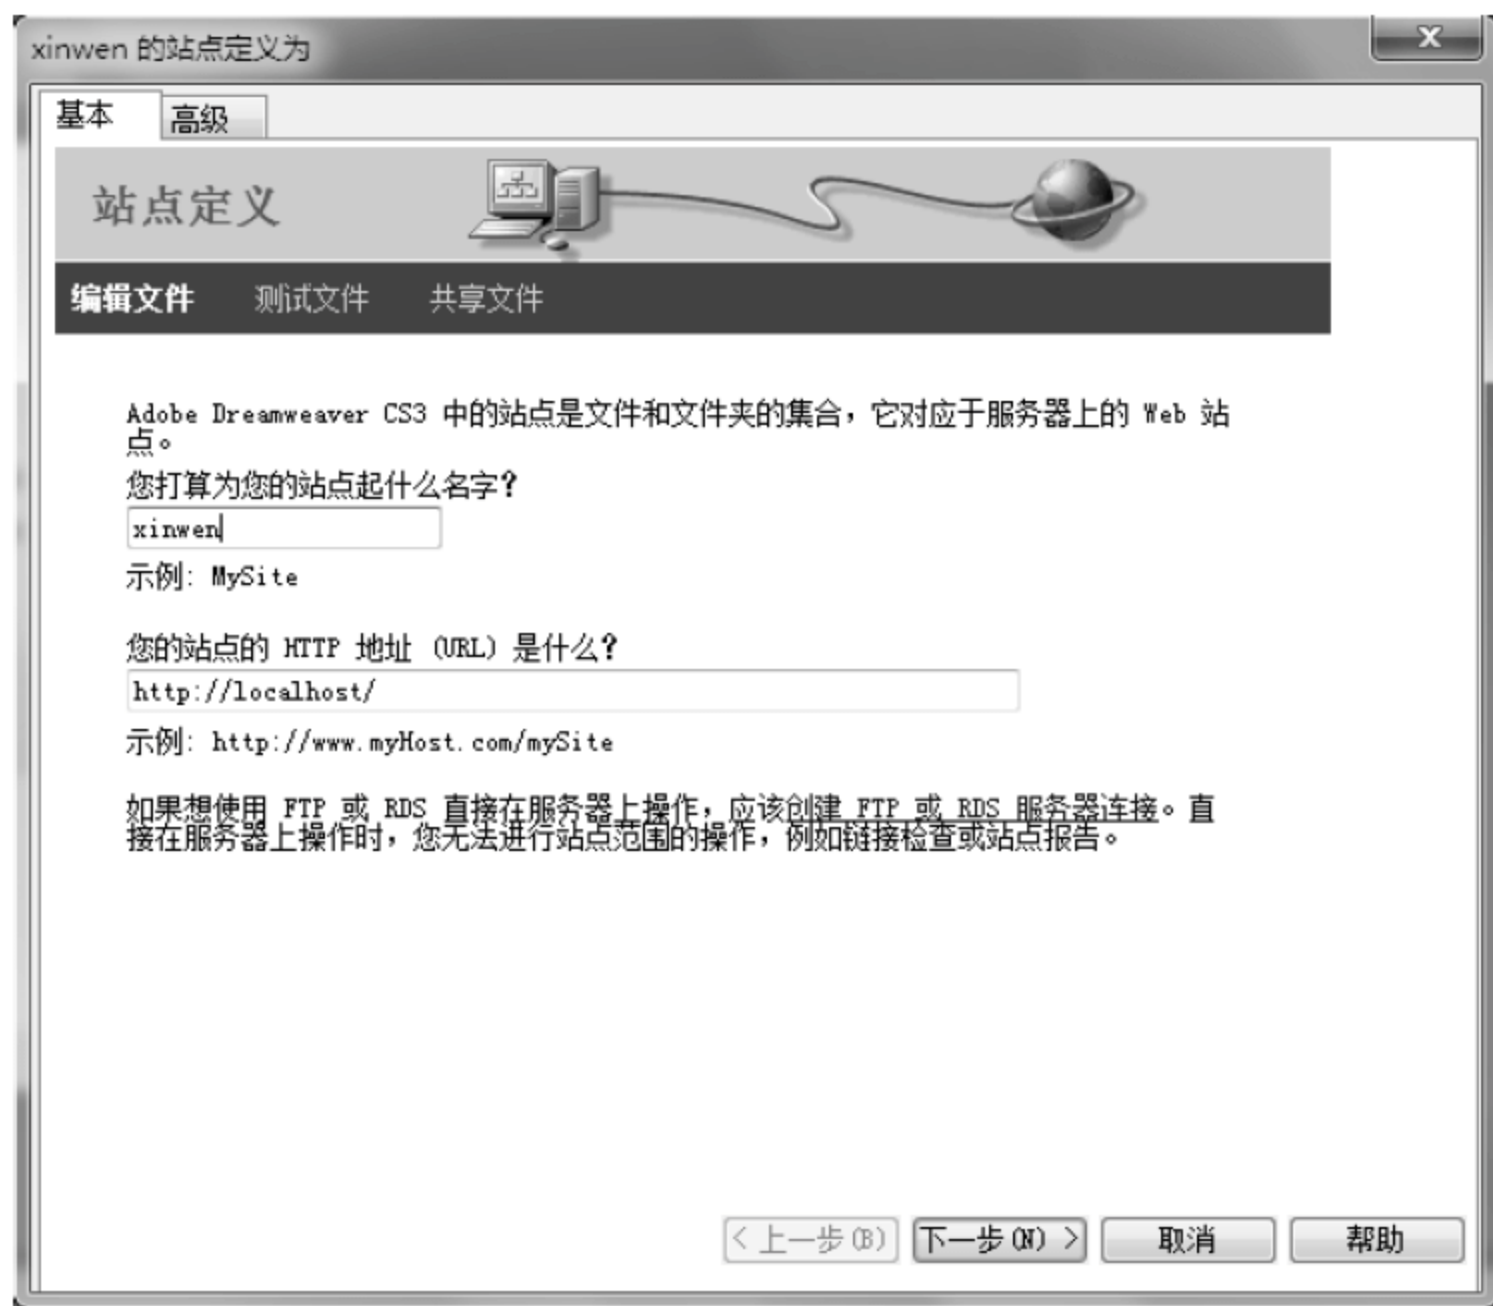 xinwen 的站点定义为
x
基本
高级
站点定义
编辑文件 测试文件 共享文件
Adobe Dreamweaver CS3 中的站点是文件和文件夹的集合，它对应于服务器上的 Web 站
点。
您打算为您的站点起什么名字？
xinwen
示例: MySite
您的站点的 HTTP 地址 (URL) 是什么？
http://localhost/
示例: http://www.myHost.com/mySite
如果想使用 FTP 或 RDS 直接在服务器上操作，应该创建 FTP 或 RDS 服务器连接。直
接在服务器上操作时，您无法进行站点范围的操作，例如链接检查或站点报告。
< 上一步(B) 下一步(N) > 取消 帮助